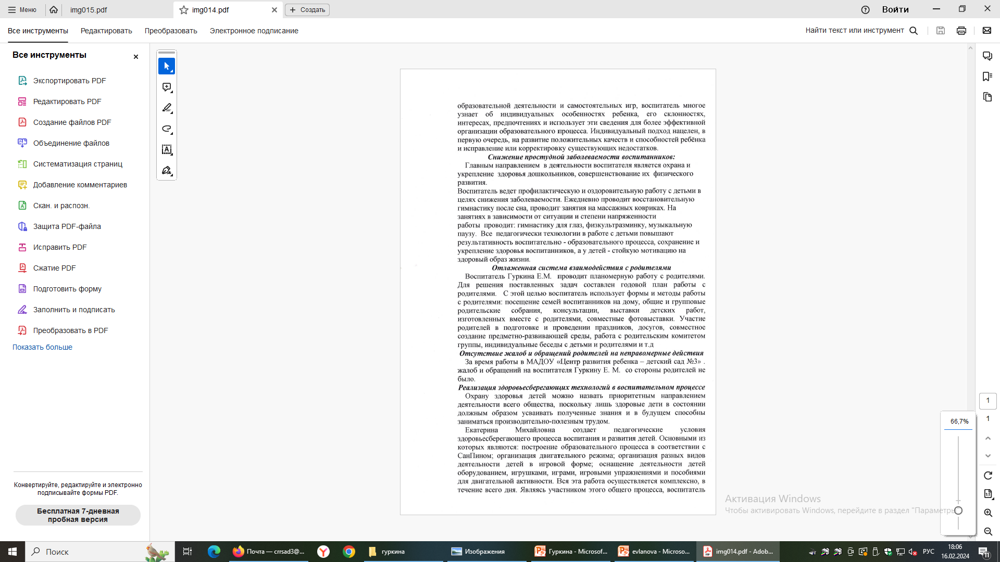 Меню
img015.pdf
img014.pdf
Создать
Войти
Все инструменты
Редактировать
Преобразовать
Электронное подписание
Найти текст или инструмент
Все инструменты
Экспортировать PDF
Редактировать PDF
Создание файлов PDF
Объединение файлов
Систематизация страниц
Добавление комментариев
Скан. и распозн.
Защита PDF-файла
Исправить PDF
Сжатие PDF
Подготовить форму
Заполнить и подписать
Преобразовать в PDF
Показать больше
Конвертируйте, редактируйте и электронно
подписывайте формы PDF.
Бесплатная 7-дневная
пробная версия
образовательной деятельности и самостоятельных игр, воспитатель многое
узнает об индивидуальных особенностях ребенка, его склонностях,
интересах, предпочтениях и использует эти сведения для более эффективной
организации образовательного процесса. Индивидуальный подход нацелен, в
первую очередь, на развитие положительных качеств и способностей ребёнка
и исправление или корректировку существующих недостатков.
Снижение простудной заболеваемости воспитанников:
Главным направлением в деятельности воспитателя является охрана и
укрепление здоровья дошкольников, совершенствование их физического
развития.
Воспитатель ведет профилактическую и оздоровительную работу с детьми в
целях снижения заболеваемости. Ежедневно проводит восстановительную
гимнастику после сна, проводит занятия на массажных ковриках. На
занятиях в зависимости от ситуации и степени напряженности
работы проводит: гимнастику для глаз, физкультразминку, музыкальную
паузу. Все педагогически технологии в работе с детьми повышают
результативность воспитательно - образовательного процесса, сохранение и
укрепление здоровья воспитанников, а у детей - стойкую мотивацию на
здоровый образ жизни.
Отлаженная система взаимодействия с родителями
Воспитатель Гуркина Е.М. проводит планомерную работу с родителями.
Для решения поставленных задач составлен годовой план работы с
родителями. С этой целью воспитатель использует формы и методы работы
с родителями: посещение семей воспитанников на дому, общие и групповые
родительские собрания, консультации, выставки детских работ,
изготовленных вместе с родителями, совместные фотовыставки. Участие
родителей в подготовке и проведении праздников, досугов, совместное
создание предметно-развивающей среды, работа с родительским комитетом
группы, индивидуальные беседы с детьми и родителями и т.д
Отсутствие жалоб и обращений родителей на неправомерные действия
За время работы в МАДОУ «Центр развития ребенка – детский сад №3» .
жалоб и обращений на воспитателя Гуркину Е. М. со стороны родителей не
было.
Реализация здоровьесберегающих технологий в воспитательном процессе
Охрану здоровья детей можно назвать приоритетным направлением
деятельности всего общества, поскольку лишь здоровые дети в состоянии
должным образом усваивать полученные знания и в будущем способны
заниматься производительно-полезным трудом.
Екатерина Михайловна создает педагогические условия
здоровьесберегающего процесса воспитания и развития детей. Основными из
которых являются: построение образовательного процесса в соответствии с
СанПином; организация двигательного режима; организация разных видов
деятельности детей в игровой форме; оснащение деятельности детей
оборудованием, игрушками, играми, игровыми упражнениями и пособиями
для двигательной активности. Вся эта работа осуществляется комплексно, в
течение всего дня. Являясь участником этого общего процесса, воспитатель
1
1
66,7%
Активация Windows
Чтобы активировать Windows, перейдите в раздел "Параметры
Поиск
Почта — crrsad3@...
гуркина
Изображения
Гуркина - Microsof...
evlanova - Microso...
img014.pdf - Adob...
РУС
18:06
16.02.2024
11